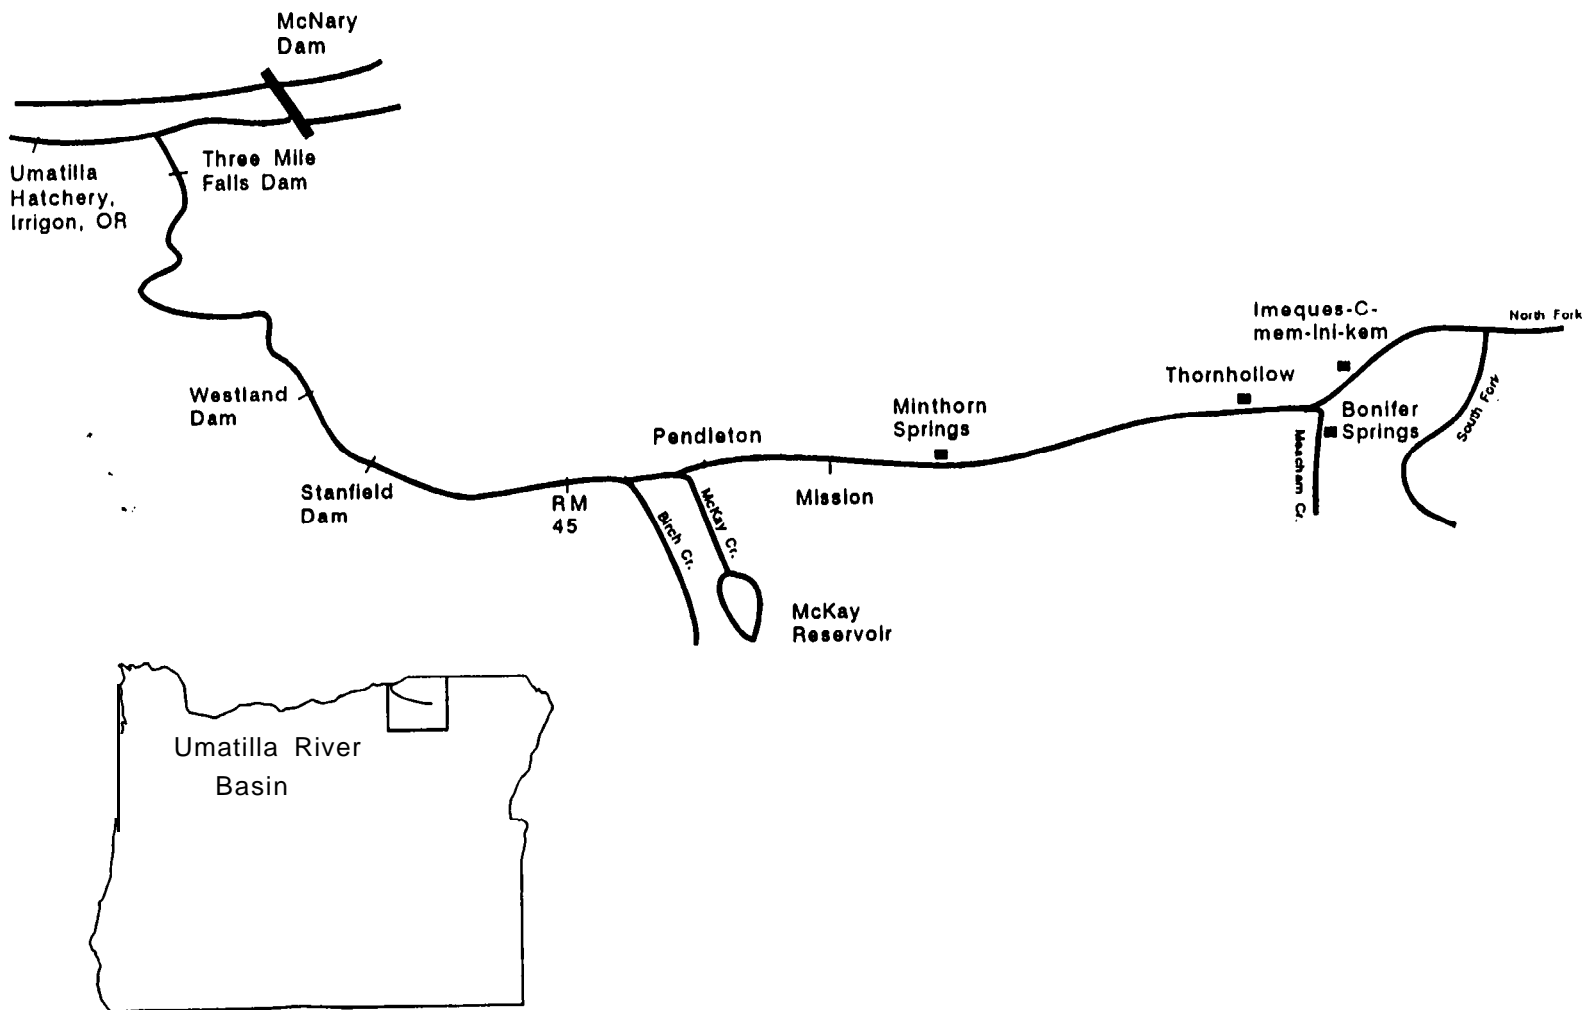 McNary
Dam
Three Mile
Falls Dam
Umatilla
Hatchery,
Irrigon, OR
Westland
Dam
Stanfield
Dam
RM
45
Birch Cr.
McKay Cr.
McKay
Reservoir
Pendleton
Mission
Minthorn
Springs
Thornhollow
Imeques-C-
mem-ini-kem
Bonifer
Springs
Meacham Cr.
North Fork
South Fork
Umatilla River
Basin